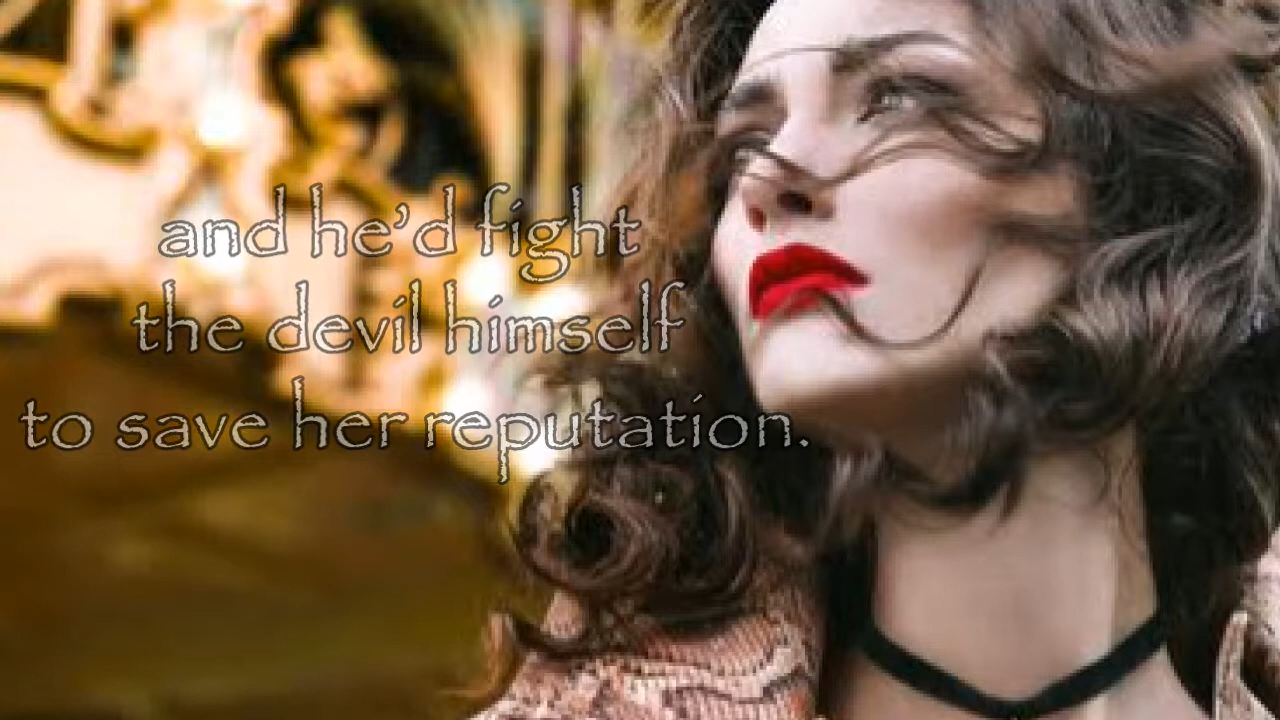 and he’d fight
the devil himself
to save her reputation.